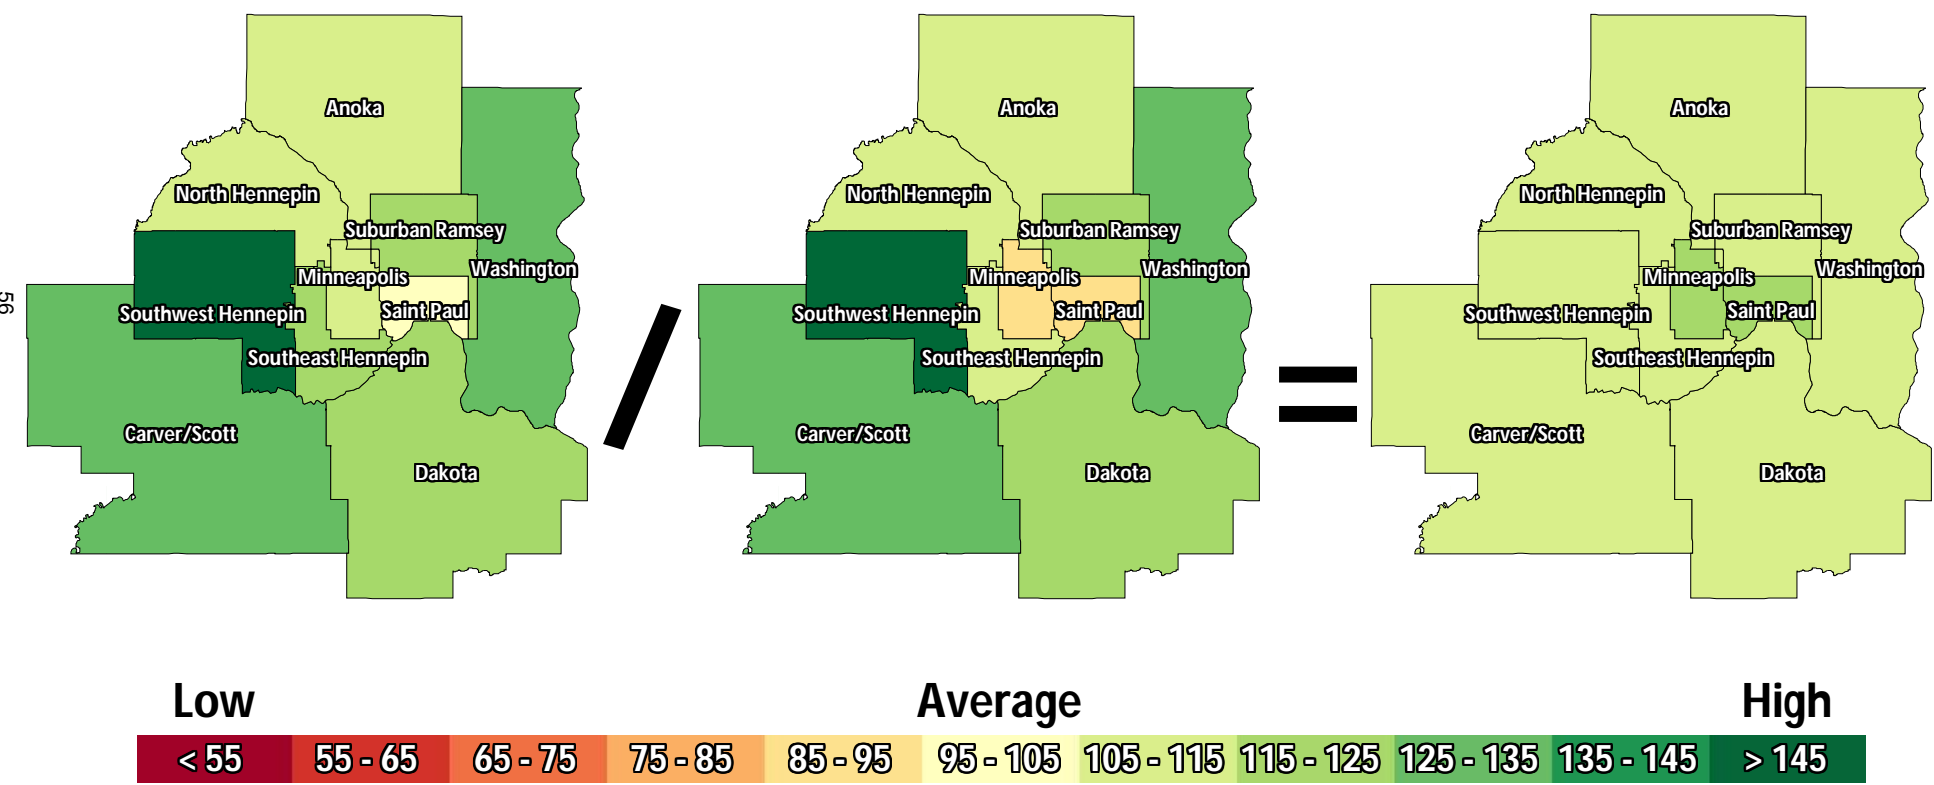 Anoka
North Hennepin
Suburban Ramsey
Washington
Minneapolis
Saint Paul
Southwest Hennepin
Southeast Hennepin
Carver/Scott
Dakota
56
/
Anoka
North Hennepin
Suburban Ramsey
Washington
Minneapolis
Saint Paul
Southwest Hennepin
Southeast Hennepin
Carver/Scott
Dakota
=
Anoka
North Hennepin
Suburban Ramsey
Washington
Minneapolis
Saint Paul
Southwest Hennepin
Southeast Hennepin
Carver/Scott
Dakota
Low Average High
< 55 55 - 65 65 - 75 75 - 85 85 - 95 95 - 105 105 - 115 115 - 125 125 - 135 135 - 145 > 145